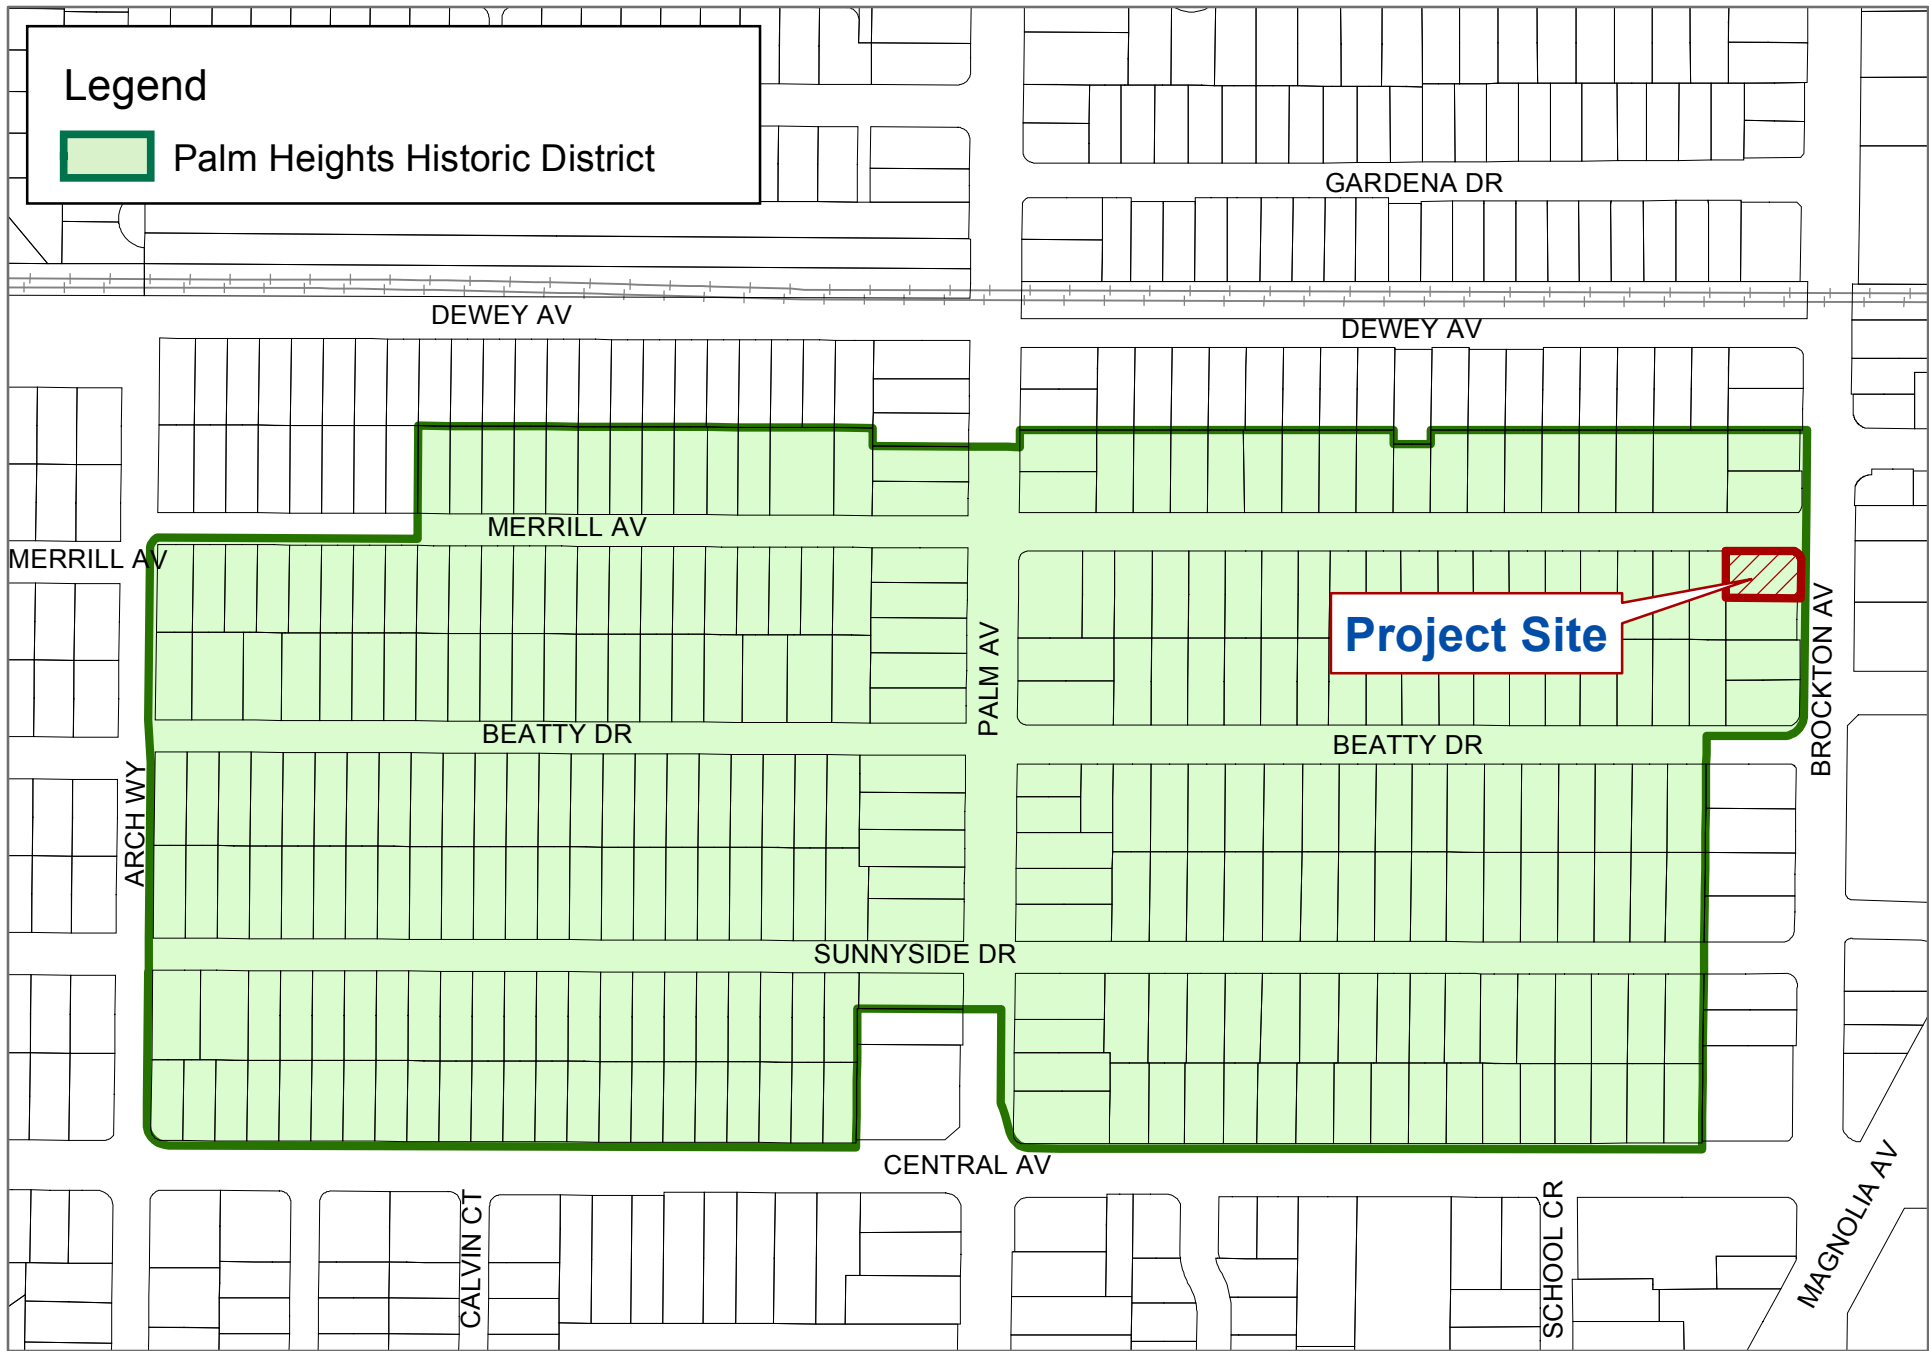 Legend
Palm Heights Historic District
GARDENA DR
DEWEY AV
DEWEY AV
MERRILL AV
MERRILL AV
Project Site
PALM AV
BROCKTON AV
BEATTY DR
BEATTY DR
ARCH WY
SUNNYSIDE DR
CENTRAL AV
CALVIN CT
SCHOOL CR
MAGNOLIA AV